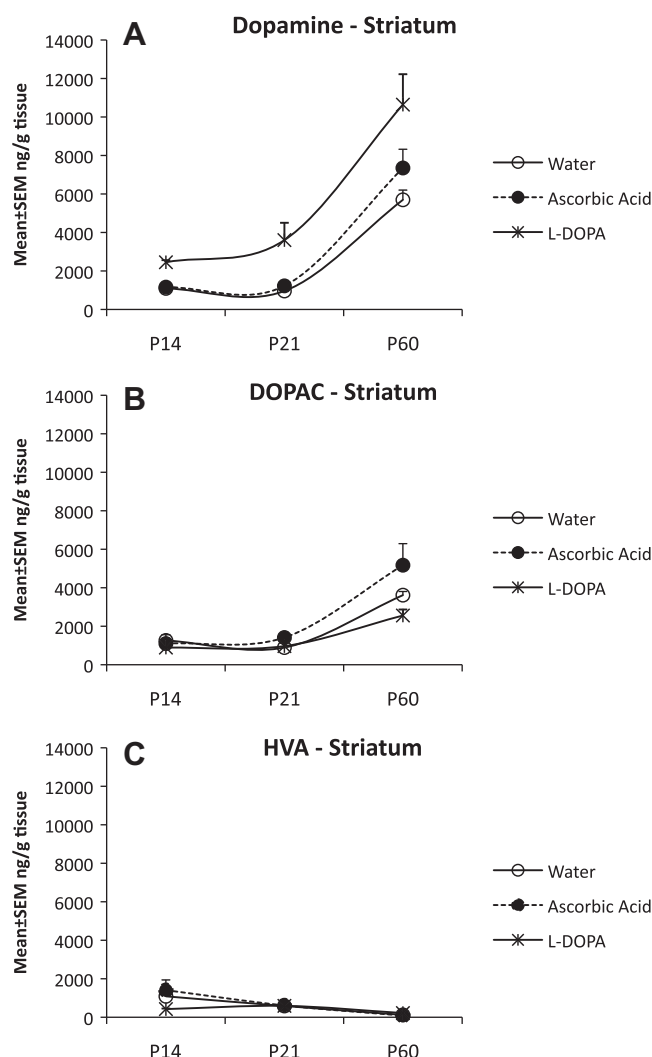 A
Dopamine - Striatum
Mean±SEM ng/g tissue
14000
12000
10000
8000
6000
4000
2000
0
P14 P21 P60
Water
Ascorbic Acid
L-DOPA
B
DOPAC - Striatum
Mean±SEM ng/g tissue
14000
12000
10000
8000
6000
4000
2000
0
P14 P21 P60
Water
Ascorbic Acid
L-DOPA
C
HVA - Striatum
Mean±SEM ng/g tissue
14000
12000
10000
8000
6000
4000
2000
0
P14 P21 P60
Water
Ascorbic Acid
L-DOPA